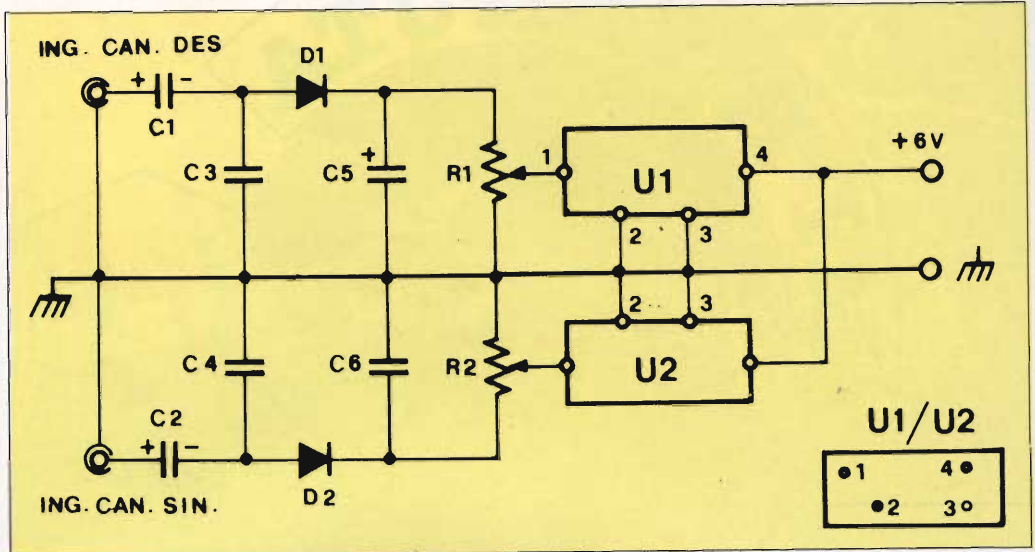 ING. CAN. DES
D1
+ -
C1
C3
C5
+
R1
1
U1
4
+6V
2
3
2
3
C4
C6
R2
U2
C2
+ -
D2
ING. CAN. SIN.
U1/U2
1
4
2
3